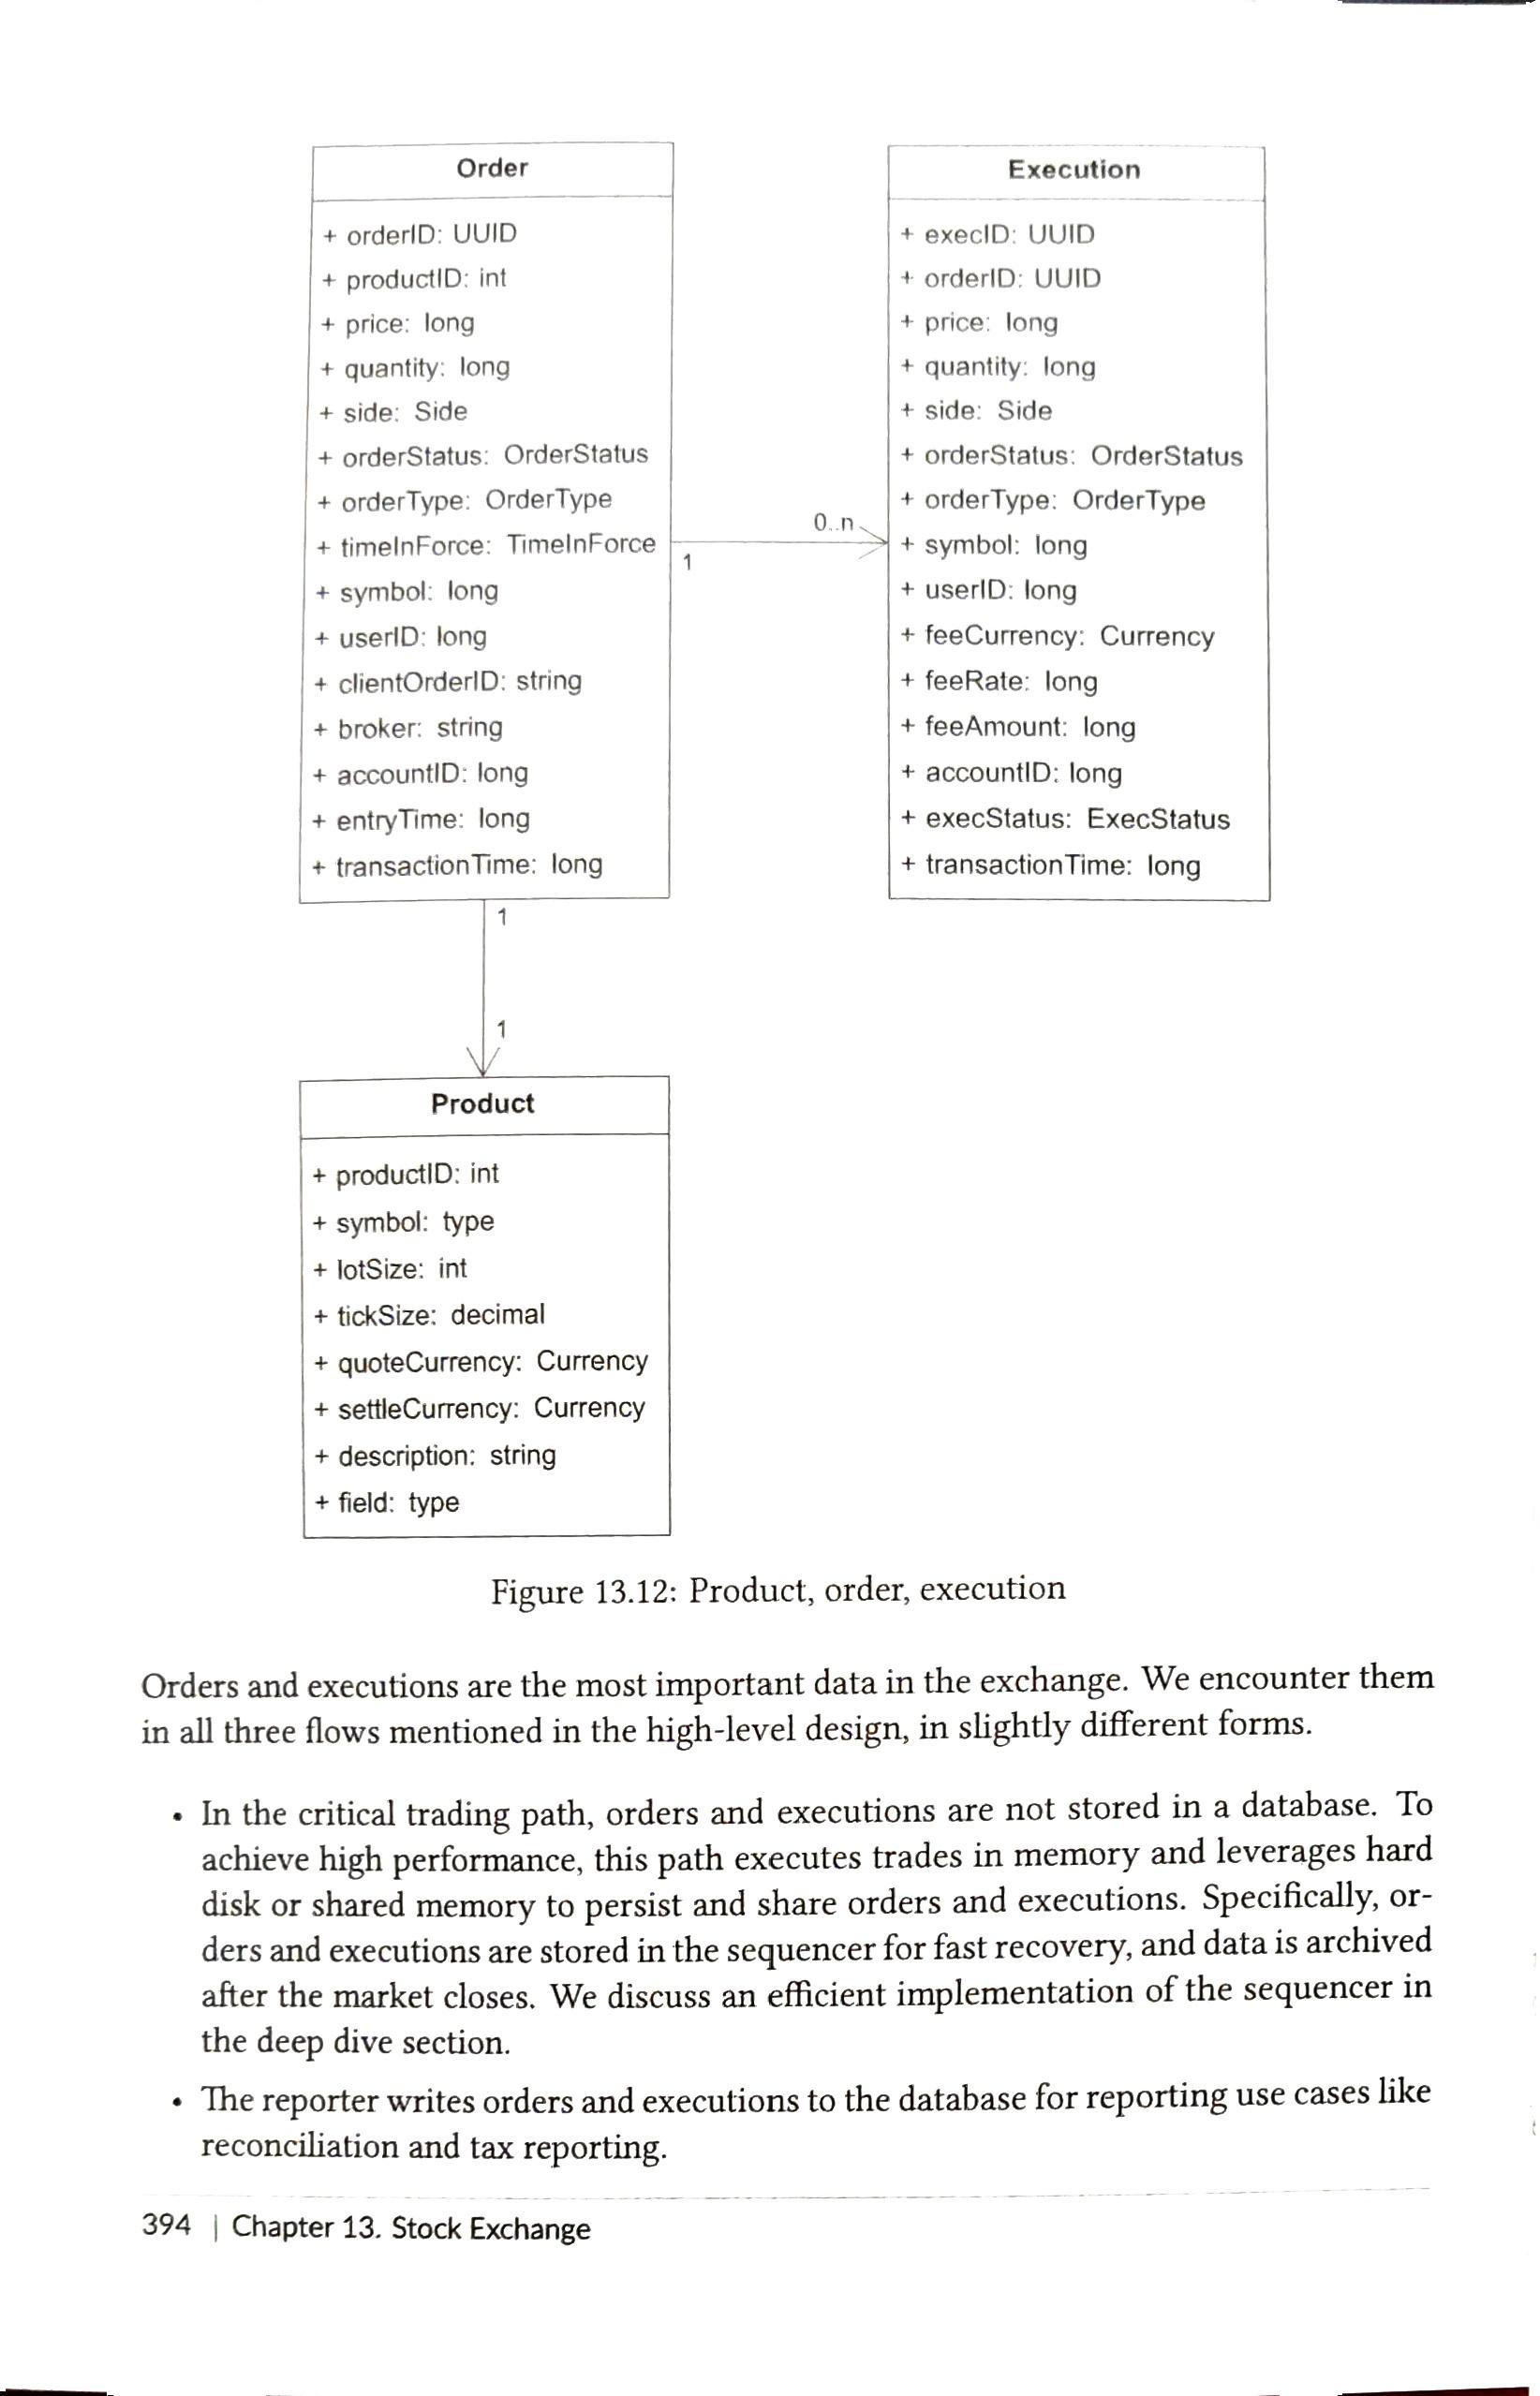 Order
+ orderID: UUID
+ productID: int
+ price: long
+ quantity: long
+ side: Side
+ orderStatus: OrderStatus
+ orderType: OrderType
+ timeInForce: TimeInForce
+ symbol: long
+ userID: long
+ clientOrderID: string
+ broker: string
+ accountID: long
+ entryTime: long
+ transactionTime: long
1
0..n
Execution
+ execID: UUID
+ orderID: UUID
+ price: long
+ quantity: long
+ side: Side
+ orderStatus: OrderStatus
+ orderType: OrderType
+ symbol: long
+ userID: long
+ feeCurrency: Currency
+ feeRate: long
+ feeAmount: long
+ accountID: long
+ execStatus: ExecStatus
+ transactionTime: long
1
1
Product
+ productID: int
+ symbol: type
+ lotSize: int
+ tickSize: decimal
+ quoteCurrency: Currency
+ settleCurrency: Currency
+ description: string
+ field: type
Figure 13.12: Product, order, execution
Orders and executions are the most important data in the exchange. We encounter them
in all three flows mentioned in the high-level design, in slightly different forms.
• In the critical trading path, orders and executions are not stored in a database. To
achieve high performance, this path executes trades in memory and leverages hard
disk or shared memory to persist and share orders and executions. Specifically, or-
ders and executions are stored in the sequencer for fast recovery, and data is archived
after the market closes. We discuss an efficient implementation of the sequencer in
the deep dive section.
• The reporter writes orders and executions to the database for reporting use cases like
reconciliation and tax reporting.
394 | Chapter 13. Stock Exchange